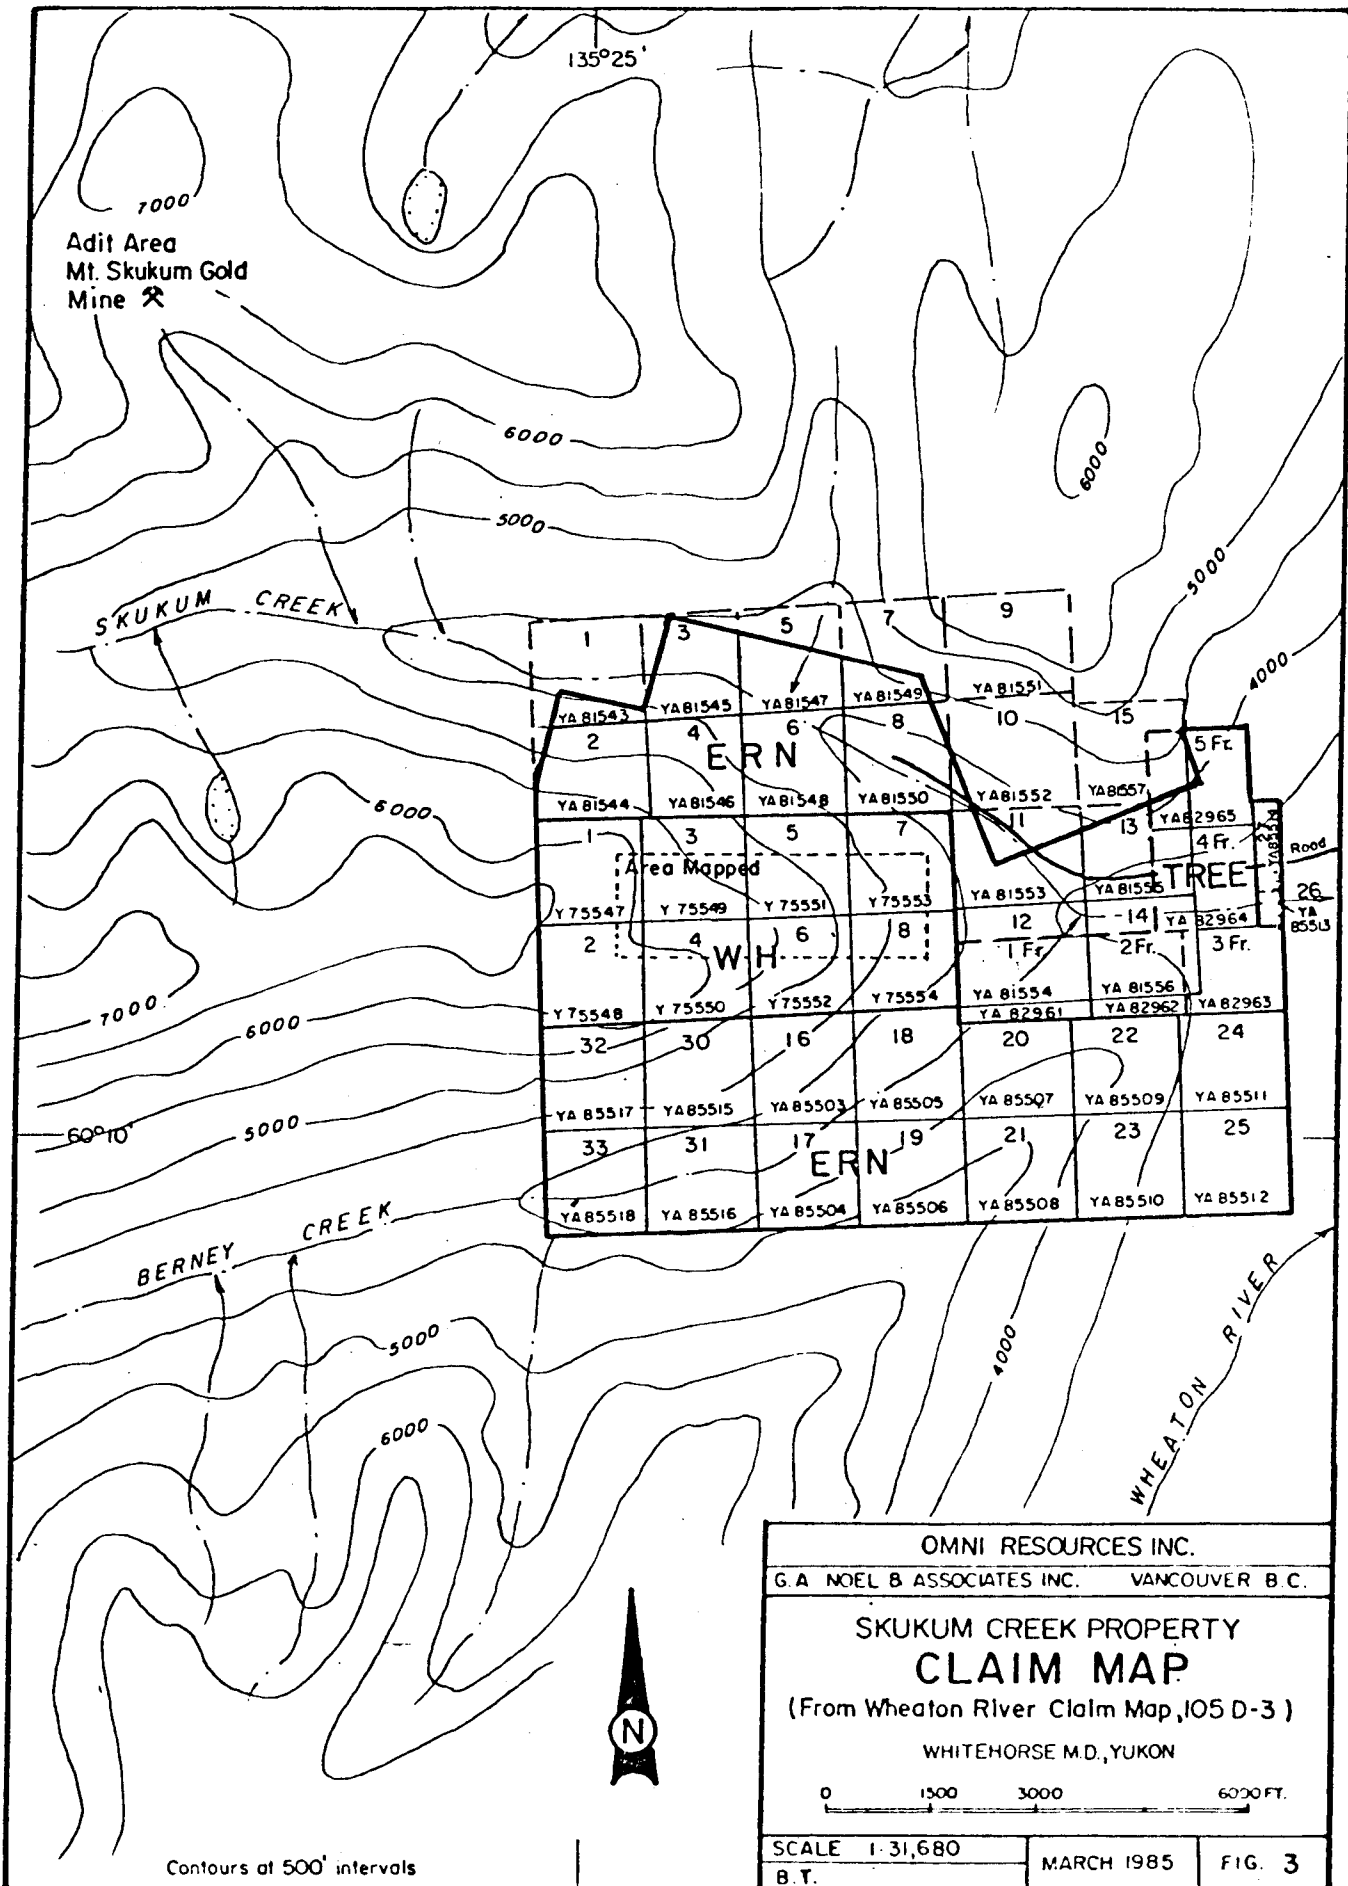 135°25'
7000
Adit Area
Mt. Skukum Gold
Mine
6000
6000
5000
5000
SKUKUM CREEK
4000
1 3 5 7 9
YA 81543 YA 81545 YA 81547 YA 81549 YA 81551
2 4 6 8 10 15
ERN
5 Fr.
YA 81544 YA 81546 YA 81548 YA 81550 YA 81552 YA 81557
6000
1 3 5 7 11 13 YA 82965
4 Fr. 27
Road
Area Mapped
TREE
26
YA
85513
Y 75547 Y 75549 Y 75551 Y 75553 YA 81553 YA 81555
2 4 6 8 12 14 YA 82964
WH
1 Fr. 2 Fr. 3 Fr.
Y 75548 Y 75550 Y 75552 Y 75554 YA 81554 YA 81556
YA 82961 YA 82962 YA 82963
7000
6000
32 30 16 18 20 22 24
YA 85517 YA 85515 YA 85503 YA 85505 YA 85507 YA 85509 YA 85511
60°10'
5000
33 31 17 19 21 23 25
ERN
YA 85518 YA 85516 YA 85504 YA 85506 YA 85508 YA 85510 YA 85512
BERNEY CREEK
5000
4000
WHEATON RIVER
6000
OMNI RESOURCES INC.
G.A NOEL & ASSOCIATES INC. VANCOUVER B.C.
SKUKUM CREEK PROPERTY
CLAIM MAP
(From Wheaton River Claim Map, 105 D-3)
WHITEHORSE M.D., YUKON
0 1500 3000 6000 FT.
N
SCALE 1:31,680
B.T.
MARCH 1985
FIG. 3
Contours at 500' intervals